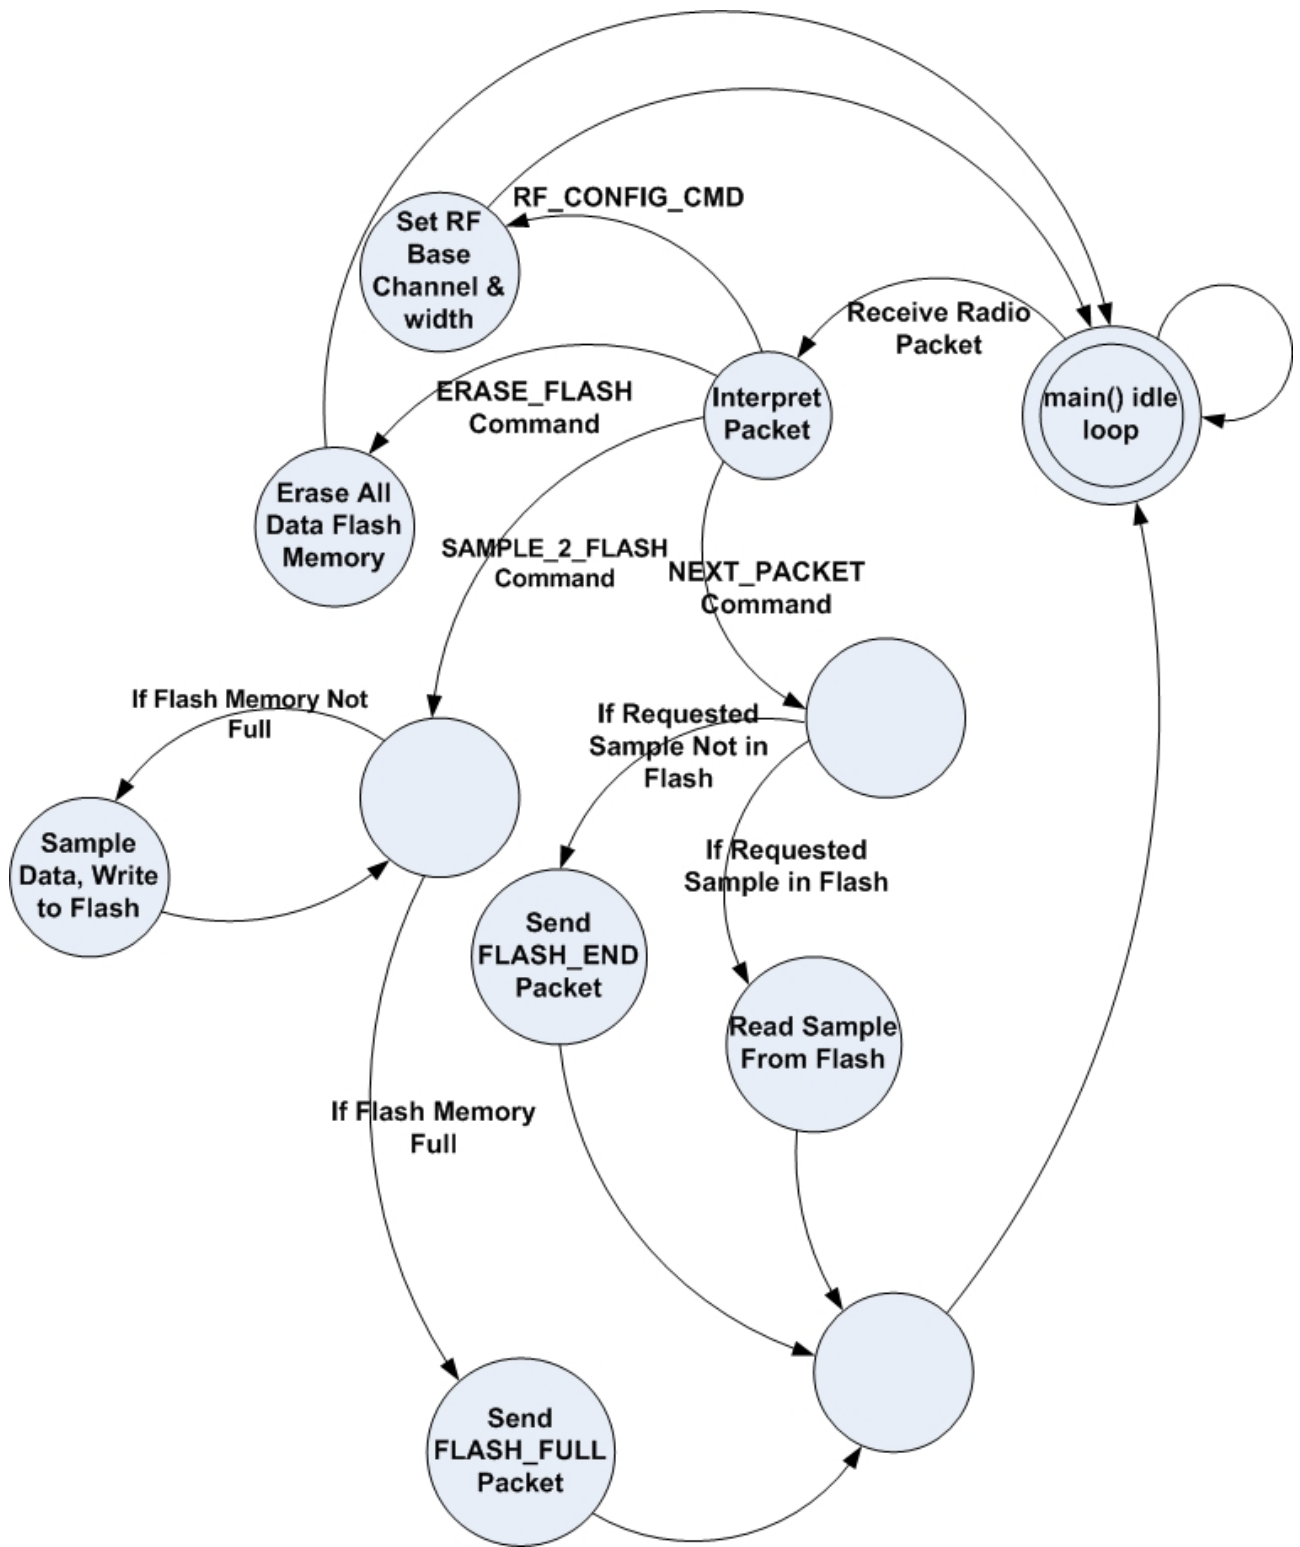 RF_CONFIG_CMD
Set RF
Base
Channel &
width
Receive Radio
Packet
ERASE_FLASH
Command
Interpret
Packet
main() idle
loop
Erase All
Data Flash
Memory
SAMPLE_2_FLASH
Command
NEXT_PACKET
Command
If Flash Memory Not
Full
If Requested
Sample Not in
Flash
Sample
Data, Write
to Flash
If Requested
Sample in Flash
Send
FLASH_END
Packet
Read Sample
From Flash
If Flash Memory
Full
Send
FLASH_FULL
Packet